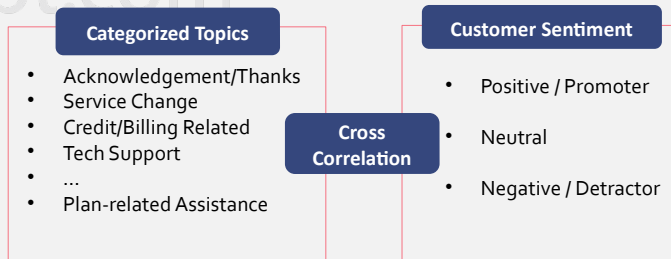 Categorized Topics
• Acknowledgement/Thanks
• Service Change
• Credit/Billing Related
• Tech Support
• ...
• Plan-related Assistance
Cross
Correlation
Customer Sentiment
• Positive / Promoter
• Neutral
• Negative / Detractor